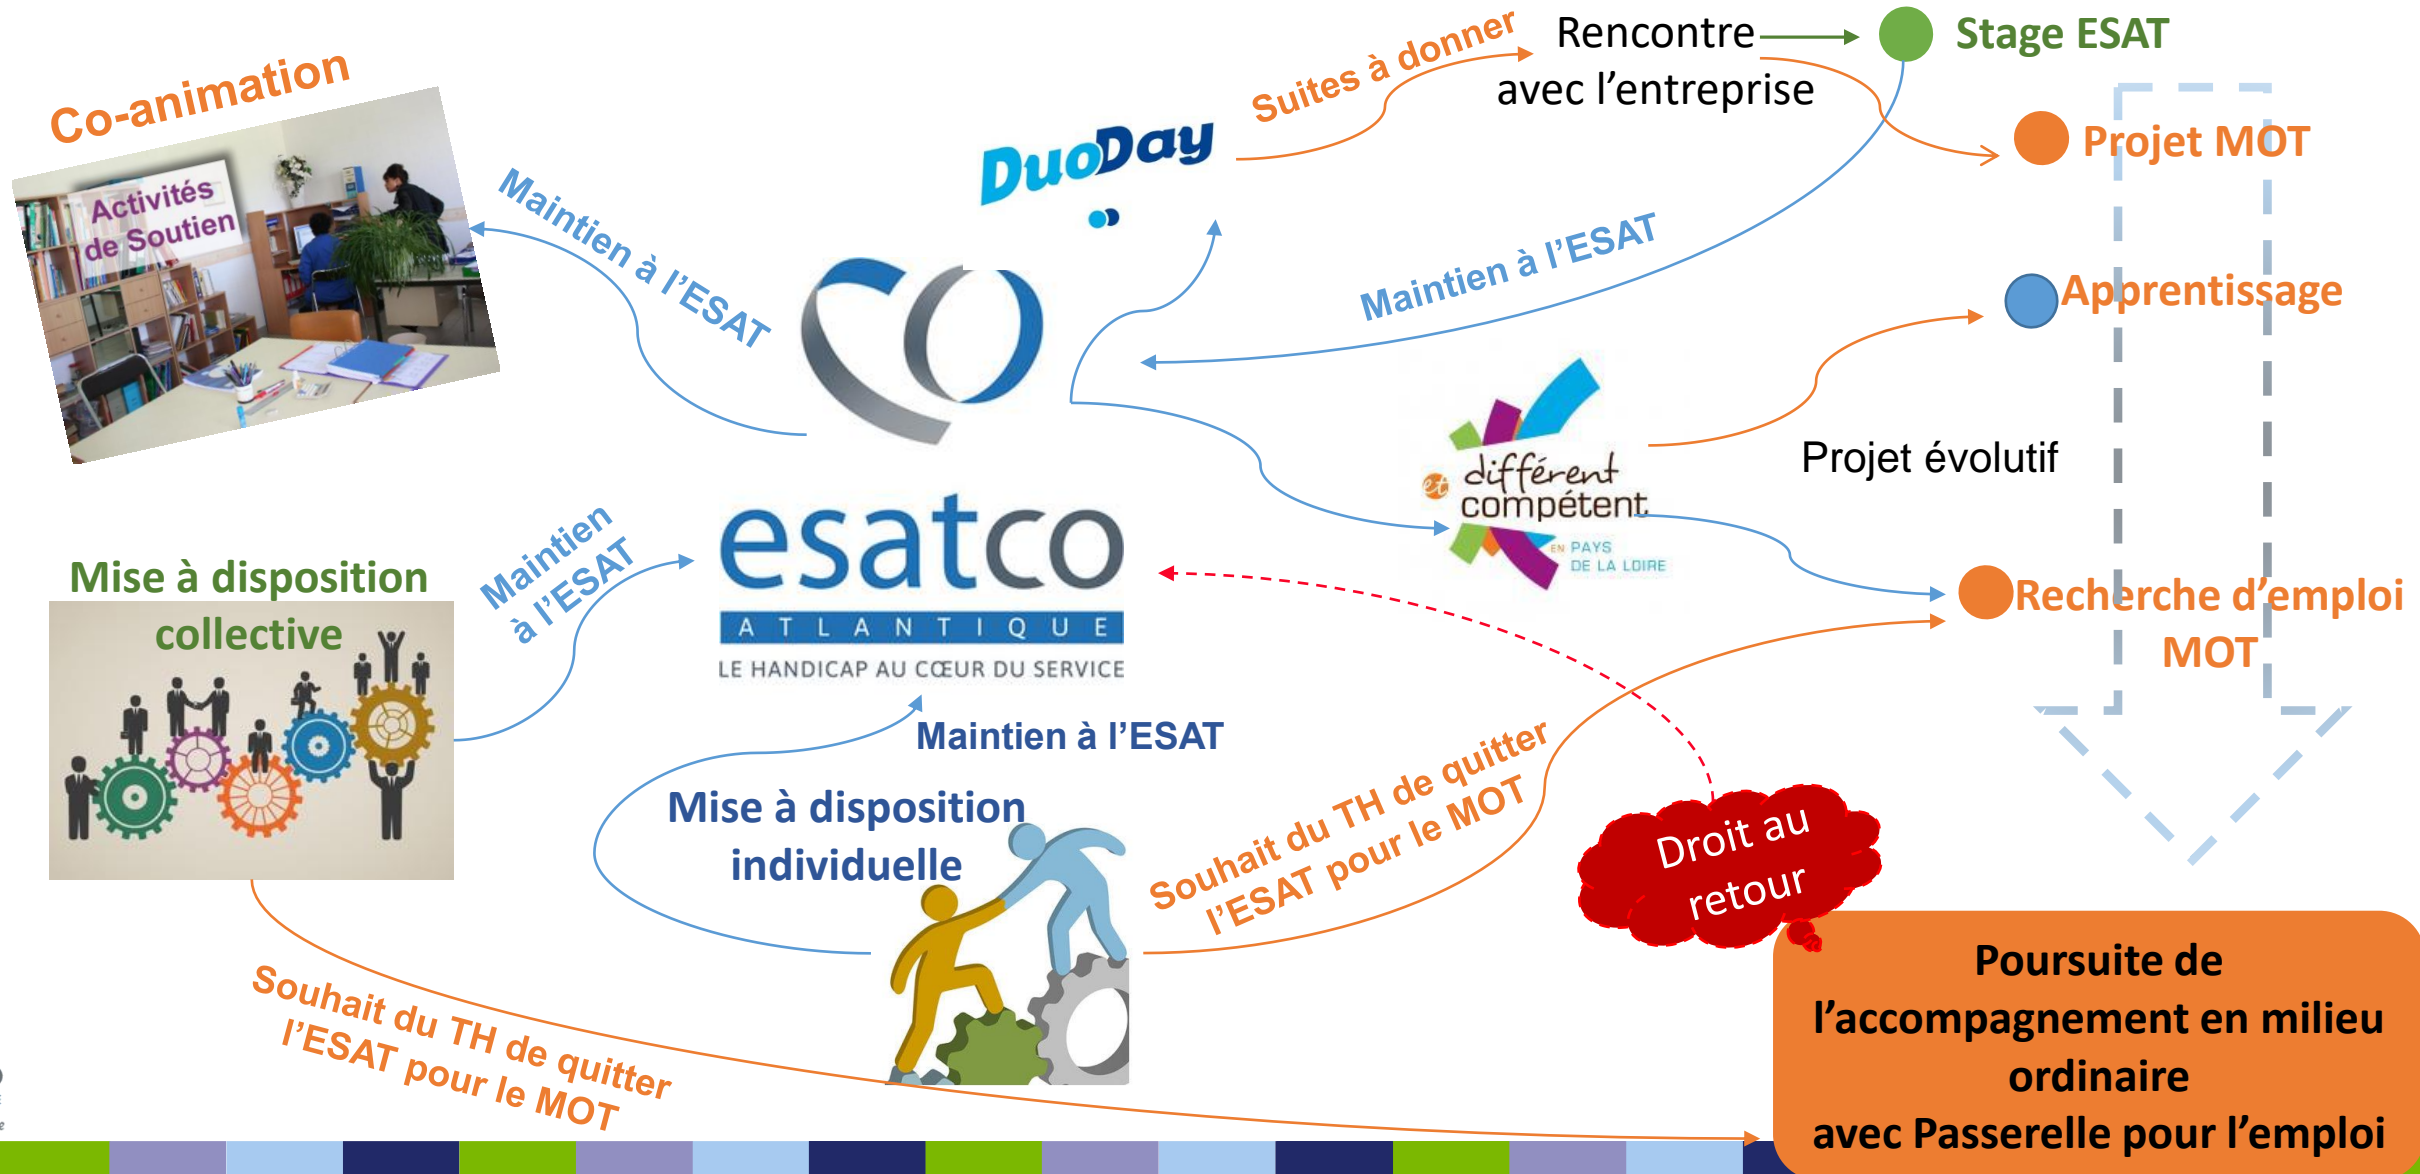 Co-animation
Activités
de Soutien
Maintien à l'ESAT
DuoDay
Suites à donner
Rencontre
avec l'entreprise
Stage ESAT
Projet MOT
Maintien à l'ESAT
Apprentissage
et différent
compétent
EN PAYS
DE LA LOIRE
Projet évolutif
Recherche d'emploi
MOT
CO
esatco
ATLANTIQUE
LE HANDICAP AU CŒUR DU SERVICE
Mise à disposition
collective
Maintien
à l'ESAT
Maintien à l'ESAT
Mise à disposition
individuelle
Souhait du TH de quitter
l'ESAT pour le MOT
Souhait du TH de quitter
l'ESAT pour le MOT
Droit au
retour
Poursuite de
l'accompagnement en milieu
ordinaire
avec Passerelle pour l'emploi